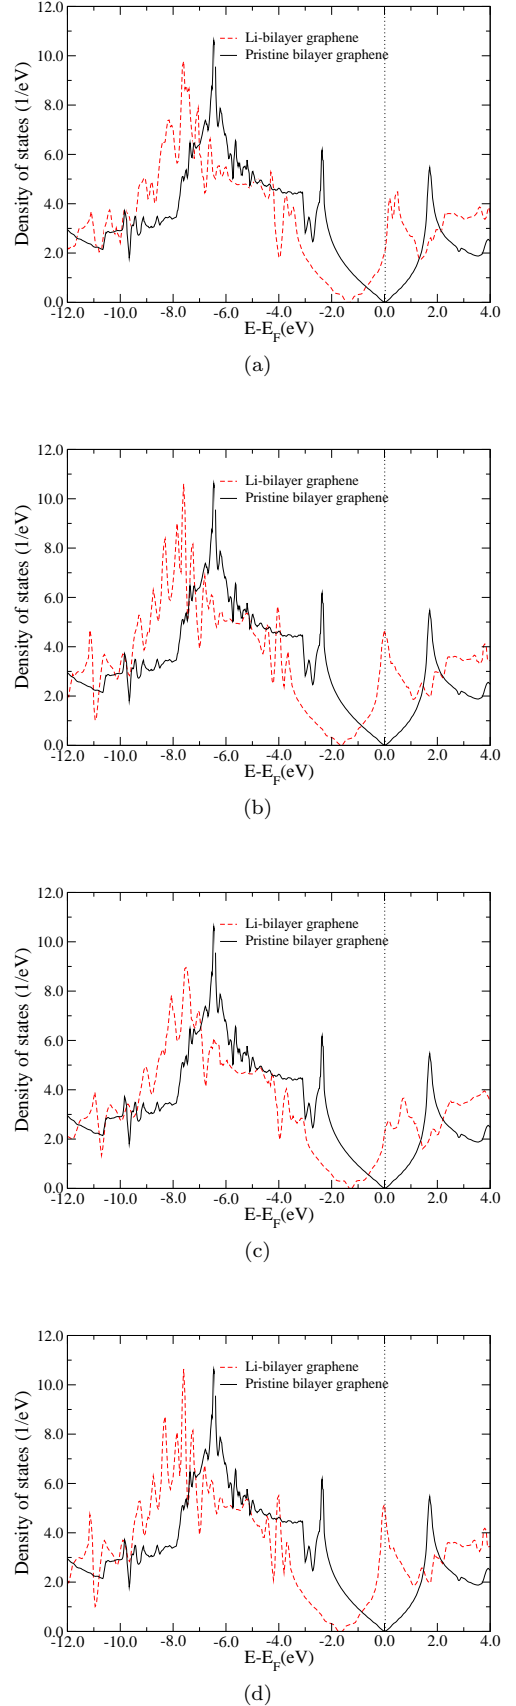 12.0
10.0
8.0
6.0
4.0
2.0
0.0
Density of states (1/eV)
Li-bilayer graphene
Pristine bilayer graphene
-12.0 -10.0 -8.0 -6.0 -4.0 -2.0 0.0 2.0 4.0
E-E_F(eV)
(a)
12.0
10.0
8.0
6.0
4.0
2.0
0.0
Density of states (1/eV)
Li-bilayer graphene
Pristine bilayer graphene
-12.0 -10.0 -8.0 -6.0 -4.0 -2.0 0.0 2.0 4.0
E-E_F(eV)
(b)
12.0
10.0
8.0
6.0
4.0
2.0
0.0
Density of states (1/eV)
Li-bilayer graphene
Pristine bilayer graphene
-12.0 -10.0 -8.0 -6.0 -4.0 -2.0 0.0 2.0 4.0
E-E_F(eV)
(c)
12.0
10.0
8.0
6.0
4.0
2.0
0.0
Density of states (1/eV)
Li-bilayer graphene
Pristine bilayer graphene
-12.0 -10.0 -8.0 -6.0 -4.0 -2.0 0.0 2.0 4.0
E-E_F(eV)
(d)